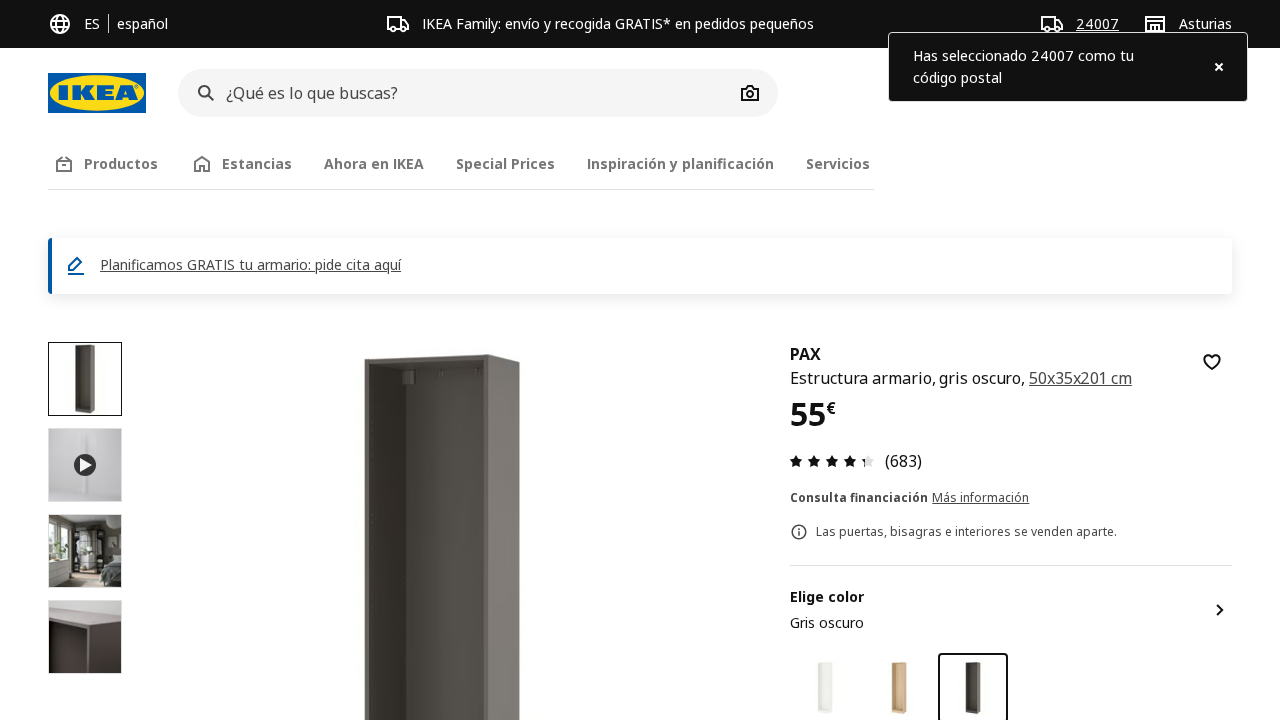 ES | español
IKEA Family: envío y recogida GRATIS* en pedidos pequeños
24007
Asturias
Has seleccionado 24007 como tu
código postal
IKEA
¿Qué es lo que buscas?
Productos
Estancias
Ahora en IKEA
Special Prices
Inspiración y planificación
Servicios
Planificamos GRATIS tu armario: pide cita aquí
PAX
Estructura armario, gris oscuro, 50x35x201 cm
55€
(683)
Consulta financiación Más información
Las puertas, bisagras e interiores se venden aparte.
Elige color
Gris oscuro